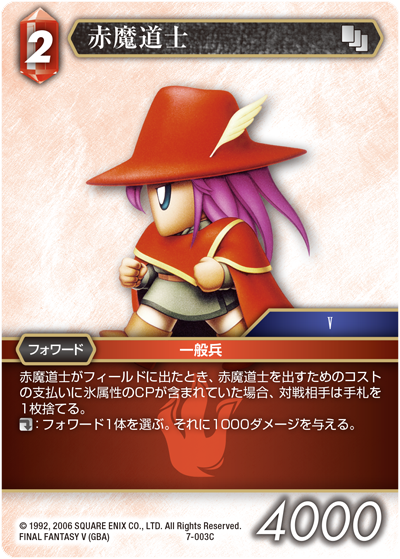 2
赤魔道士
V
フォワード
一般兵
赤魔道士がフィールドに出たとき、赤魔道士を出すためのコスト
の支払いに氷属性のCPが含まれていた場合、対戦相手は手札を
1枚捨てる。
:フォワード1体を選ぶ。それに1000ダメージを与える。
© 1992, 2006 SQUARE ENIX CO., LTD. All Rights Reserved.
FINAL FANTASY V (GBA)
7-003C
4000